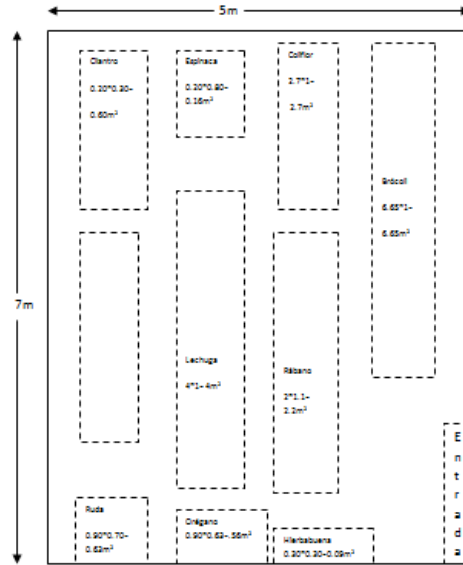 5m
7m
Cilantro
0.20*0.30-
0.60m²
Espinaca
0.20*0.80-
0.16m²
Coliflor
2.7*1-
2.7m²
Brócoli
6.65*1-
6.65m²
Lechuga
4*1-4m²
Rábano
2*1.1-
2.2m²
Ruda
0.90*0.70-
0.63m²
Orégano
0.90*0.63-.56m²
Hierbabuena
0.30*0.30-0.09m²
E
n
t
r
a
d
a